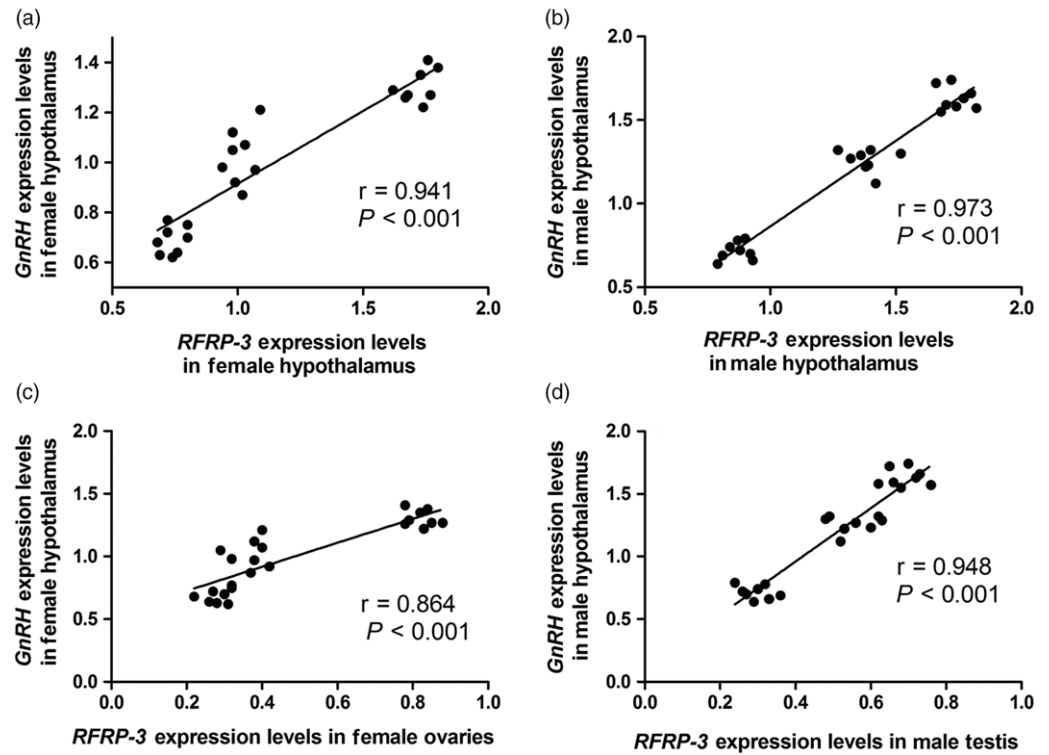 (a)
GnRH expression levels
in female hypothalamus
1.4
1.2
1.0
0.8
0.6
r = 0.941
P < 0.001
0.5
1.0
1.5
2.0
RFRP-3 expression levels
in female hypothalamus
(b)
GnRH expression levels
in male hypothalamus
2.0
1.5
1.0
0.5
r = 0.973
P < 0.001
0.5
1.0
1.5
2.0
RFRP-3 expression levels
in male hypothalamus
(c)
GnRH expression levels
in female hypothalamus
2.0
1.5
1.0
0.5
0.0
r = 0.864
P < 0.001
0.0
0.2
0.4
0.6
0.8
1.0
RFRP-3 expression levels in female ovaries
(d)
GnRH expression levels
in male hypothalamus
2.0
1.5
1.0
0.5
0.0
r = 0.948
P < 0.001
0.0
0.2
0.4
0.6
0.8
1.0
RFRP-3 expression levels in male testis